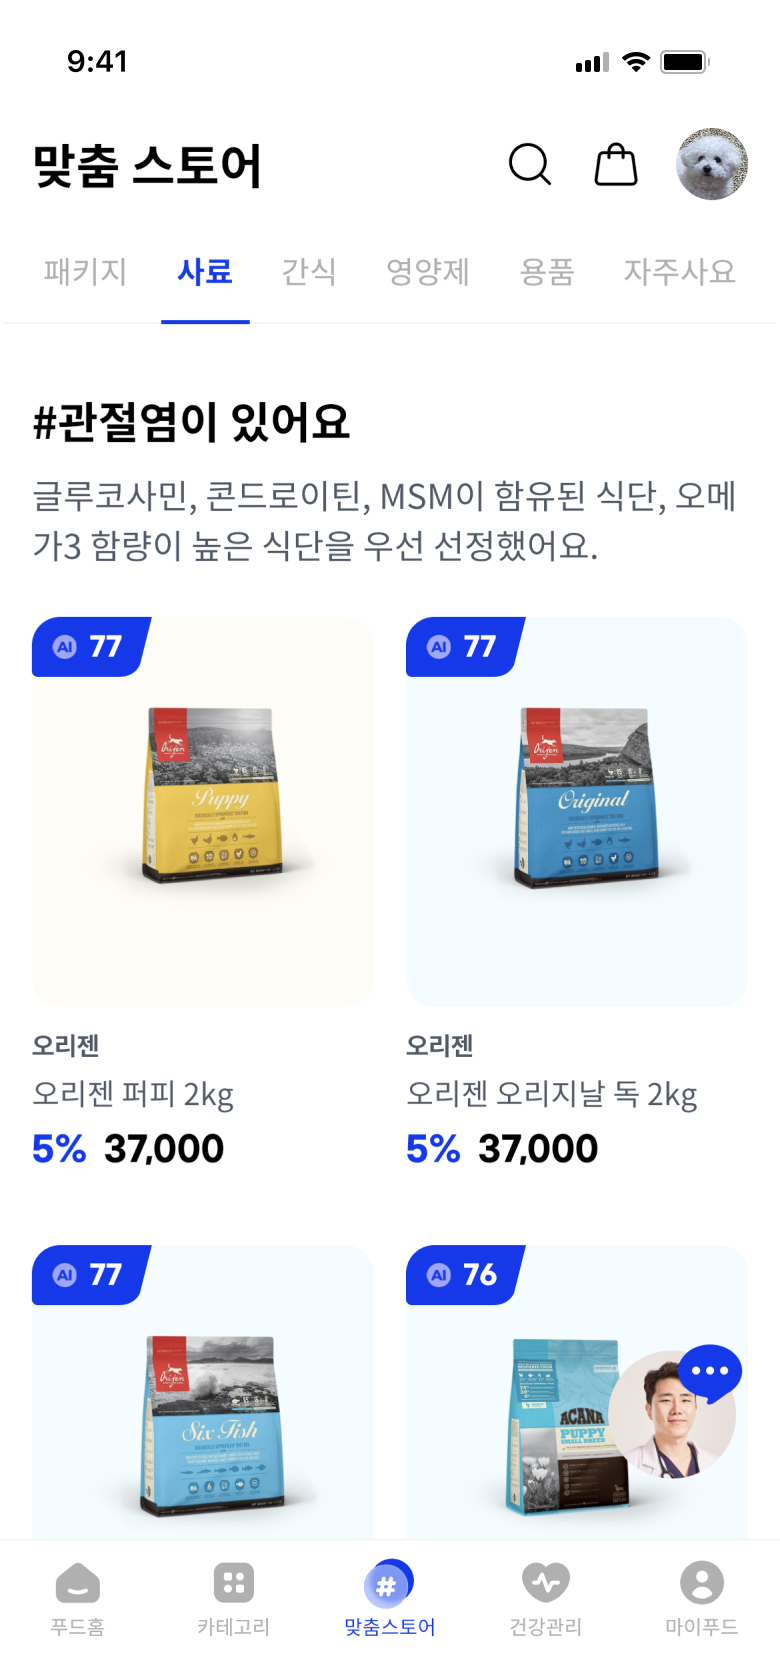 9:41
맞춤 스토어
패키지 사료 간식 영양제 용품 자주사요
#관절염이 있어요
글루코사민, 콘드로이틴, MSM이 함유된 식단, 오메
가3 함량이 높은 식단을 우선 선정했어요.
AI 77
AI 77
Orijen
Puppy
Orijen
Original
오리젠
오리젠 퍼피 2kg
5% 37,000
오리젠
오리젠 오리지날 독 2kg
5% 37,000
AI 77
AI 76
Orijen
Six Fish
ACANA
PUPPY
SMALL BREED
푸드홈 카테고리 # 맞춤스토어 건강관리 마이푸드